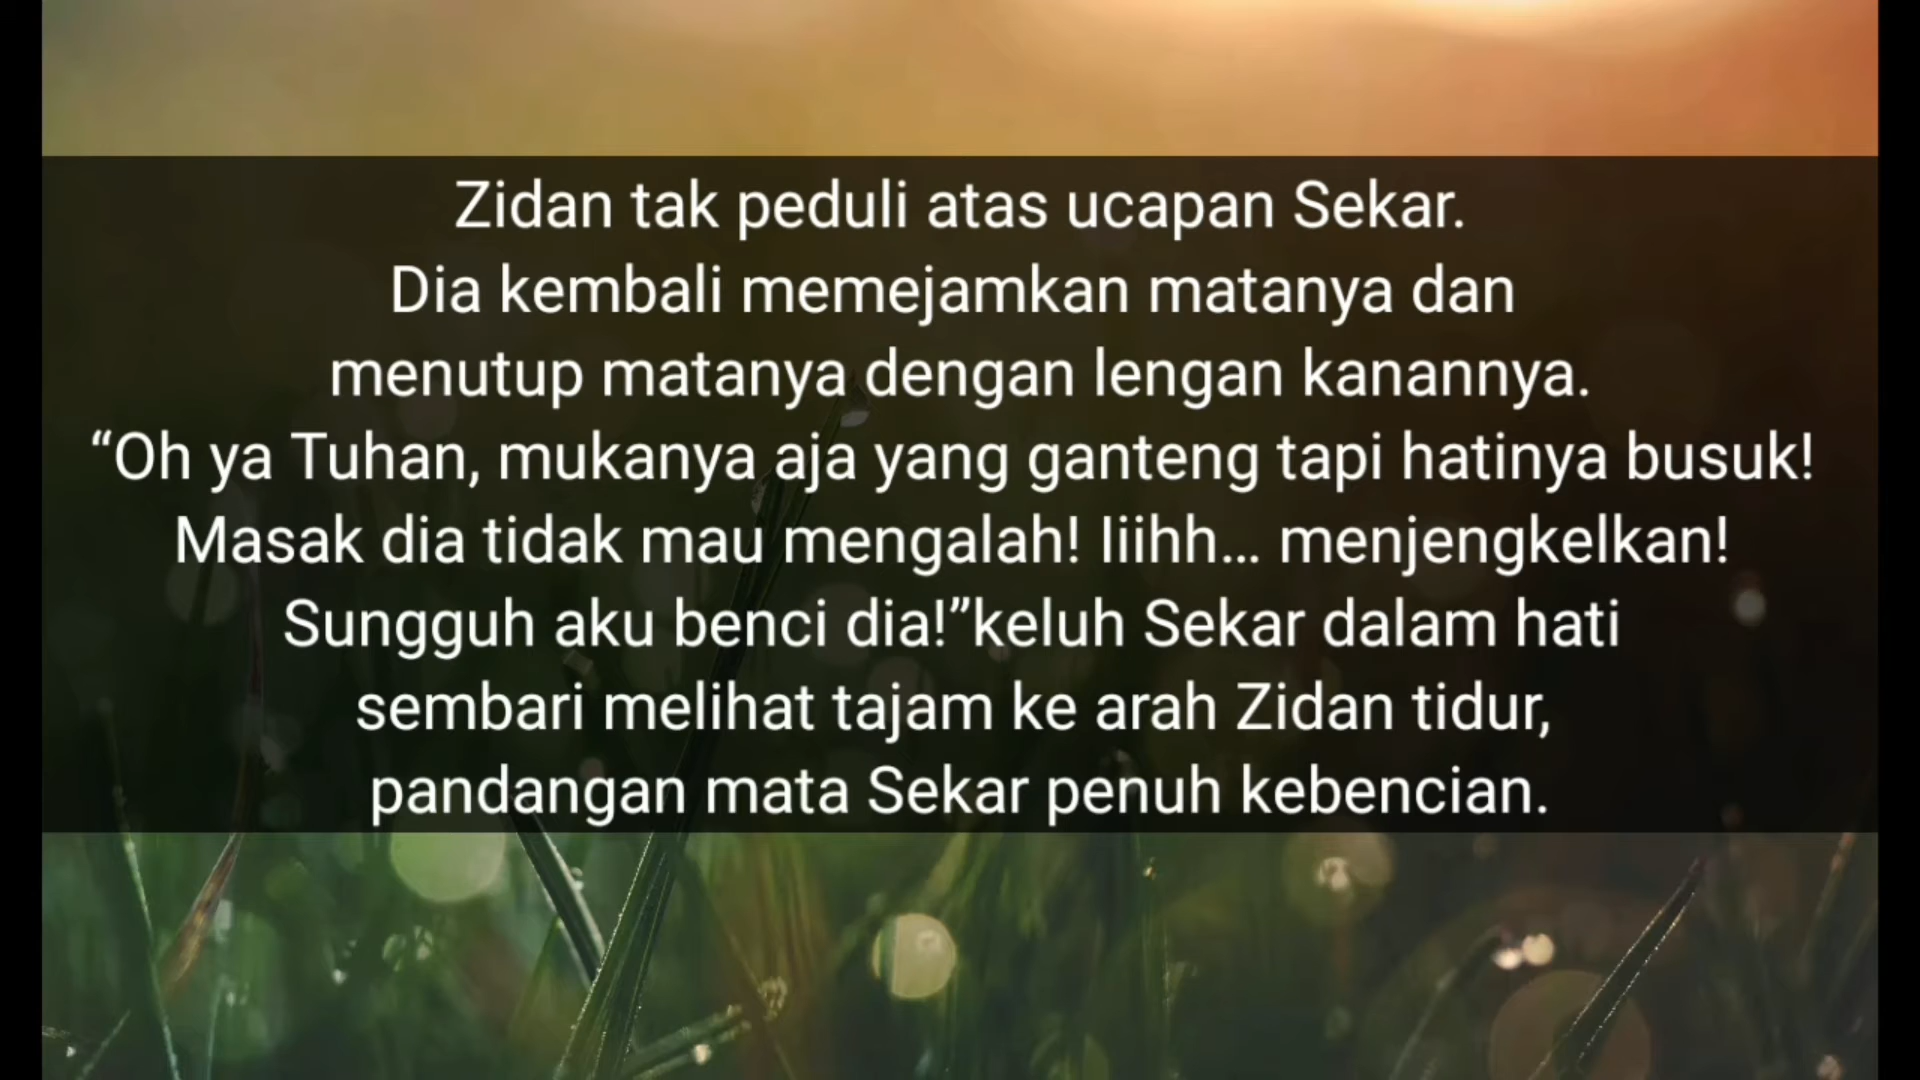 Zidan tak peduli atas ucapan Sekar.
Dia kembali memejamkan matanya dan
menutup matanya dengan lengan kanannya.
“Oh ya Tuhan, mukanya aja yang ganteng tapi hatinya busuk!
Masak dia tidak mau mengalah! Iiihh... menjengkelkan!
Sungguh aku benci dia!”keluh Sekar dalam hati
sembari melihat tajam ke arah Zidan tidur,
pandangan mata Sekar penuh kebencian.